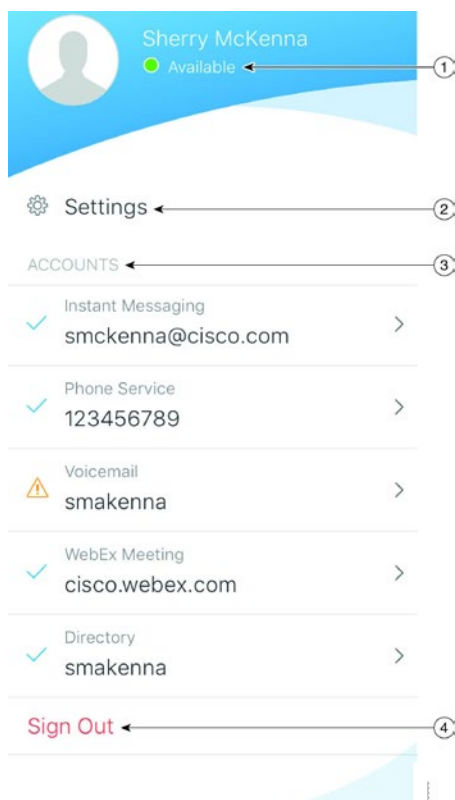 Sherry McKenna
Available
1
Settings
2
ACCOUNTS
3
Instant Messaging
smckenna@cisco.com
Phone Service
123456789
Voicemail
smakenna
WebEx Meeting
cisco.webex.com
Directory
smakenna
Sign Out
4